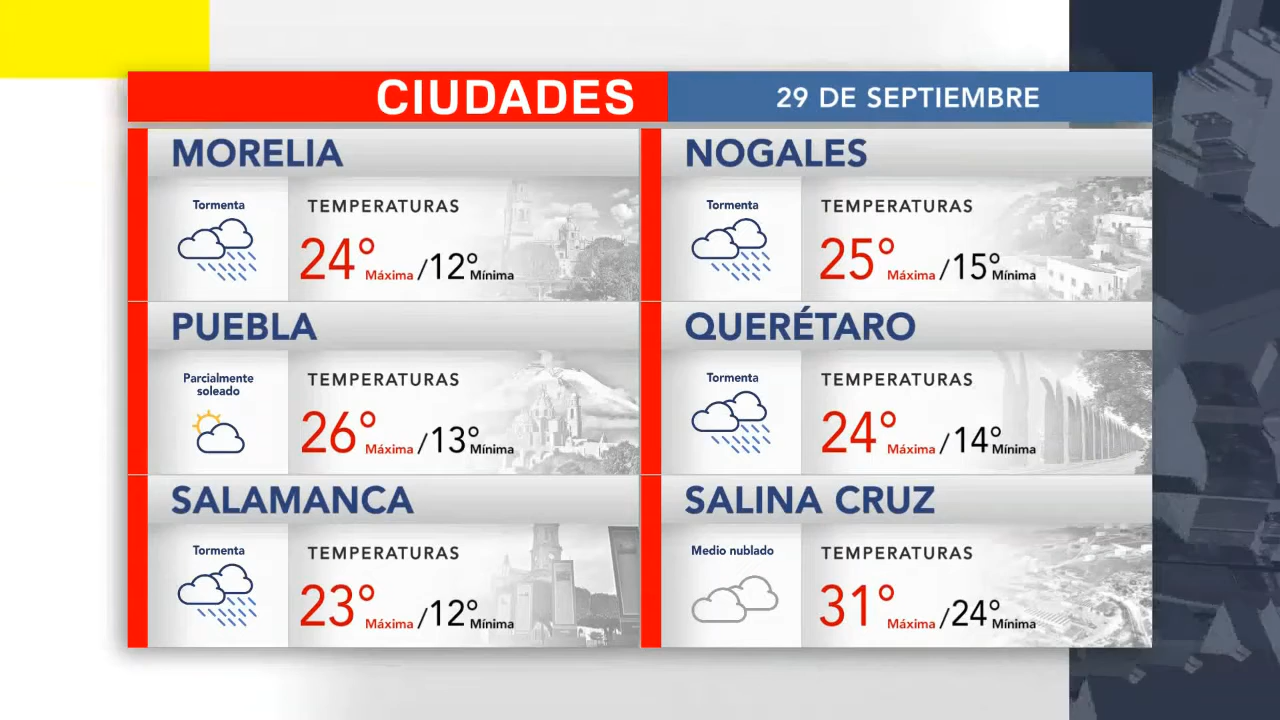 CIUDADES
29 DE SEPTIEMBRE
MORELIA
Tormenta
TEMPERATURAS
24° Máxima /12° Mínima
NOGALES
Tormenta
TEMPERATURAS
25° Máxima /15° Mínima
PUEBLA
Parcialmente
soleado
TEMPERATURAS
26° Máxima /13° Mínima
QUERÉTARO
Tormenta
TEMPERATURAS
24° Máxima /14° Mínima
SALAMANCA
Tormenta
TEMPERATURAS
23° Máxima /12° Mínima
SALINA CRUZ
Medio nublado
TEMPERATURAS
31° Máxima /24° Mínima